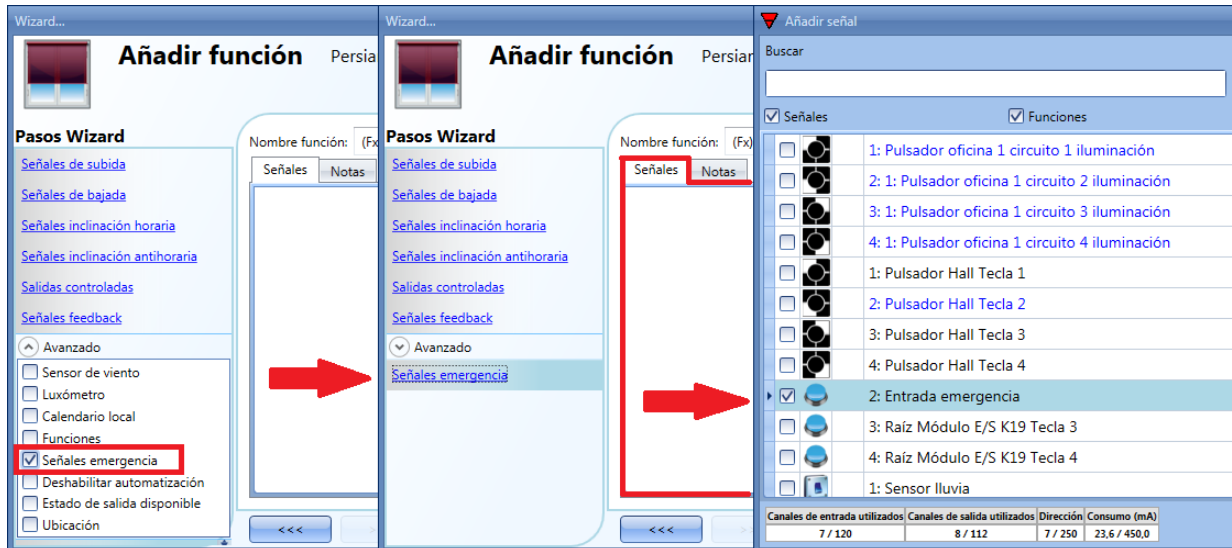 Wizard...
Añadir función Persia
Pasos Wizard
Señales de subida
Señales de bajada
Señales inclinación horaria
Señales inclinación antihoraria
Salidas controladas
Señales feedback
Avanzado
Sensor de viento
Luxómetro
Calendario local
Funciones
Señales emergencia
Deshabilitar automatización
Estado de salida disponible
Ubicación
Nombre función: (Fx)
Señales Notas
<<<
Wizard...
Añadir función Persiar
Pasos Wizard
Señales de subida
Señales de bajada
Señales inclinación horaria
Señales inclinación antihoraria
Salidas controladas
Señales feedback
Avanzado
Señales emergencia
Nombre función: (Fx)
Señales Notas
<<<
Añadir señal
Buscar
Señales Funciones
1: Pulsador oficina 1 circuito 1 iluminación
2: 1: Pulsador oficina 1 circuito 2 iluminación
3: 1: Pulsador oficina 1 circuito 3 iluminación
4: 1: Pulsador oficina 1 circuito 4 iluminación
1: Pulsador Hall Tecla 1
2: Pulsador Hall Tecla 2
3: Pulsador Hall Tecla 3
4: Pulsador Hall Tecla 4
2: Entrada emergencia
3: Raíz Módulo E/S K19 Tecla 3
4: Raíz Módulo E/S K19 Tecla 4
1: Sensor lluvia
Canales de entrada utilizados Canales de salida utilizados Dirección Consumo (mA)
7 / 120 8 / 112 7 / 250 23,6 / 450,0